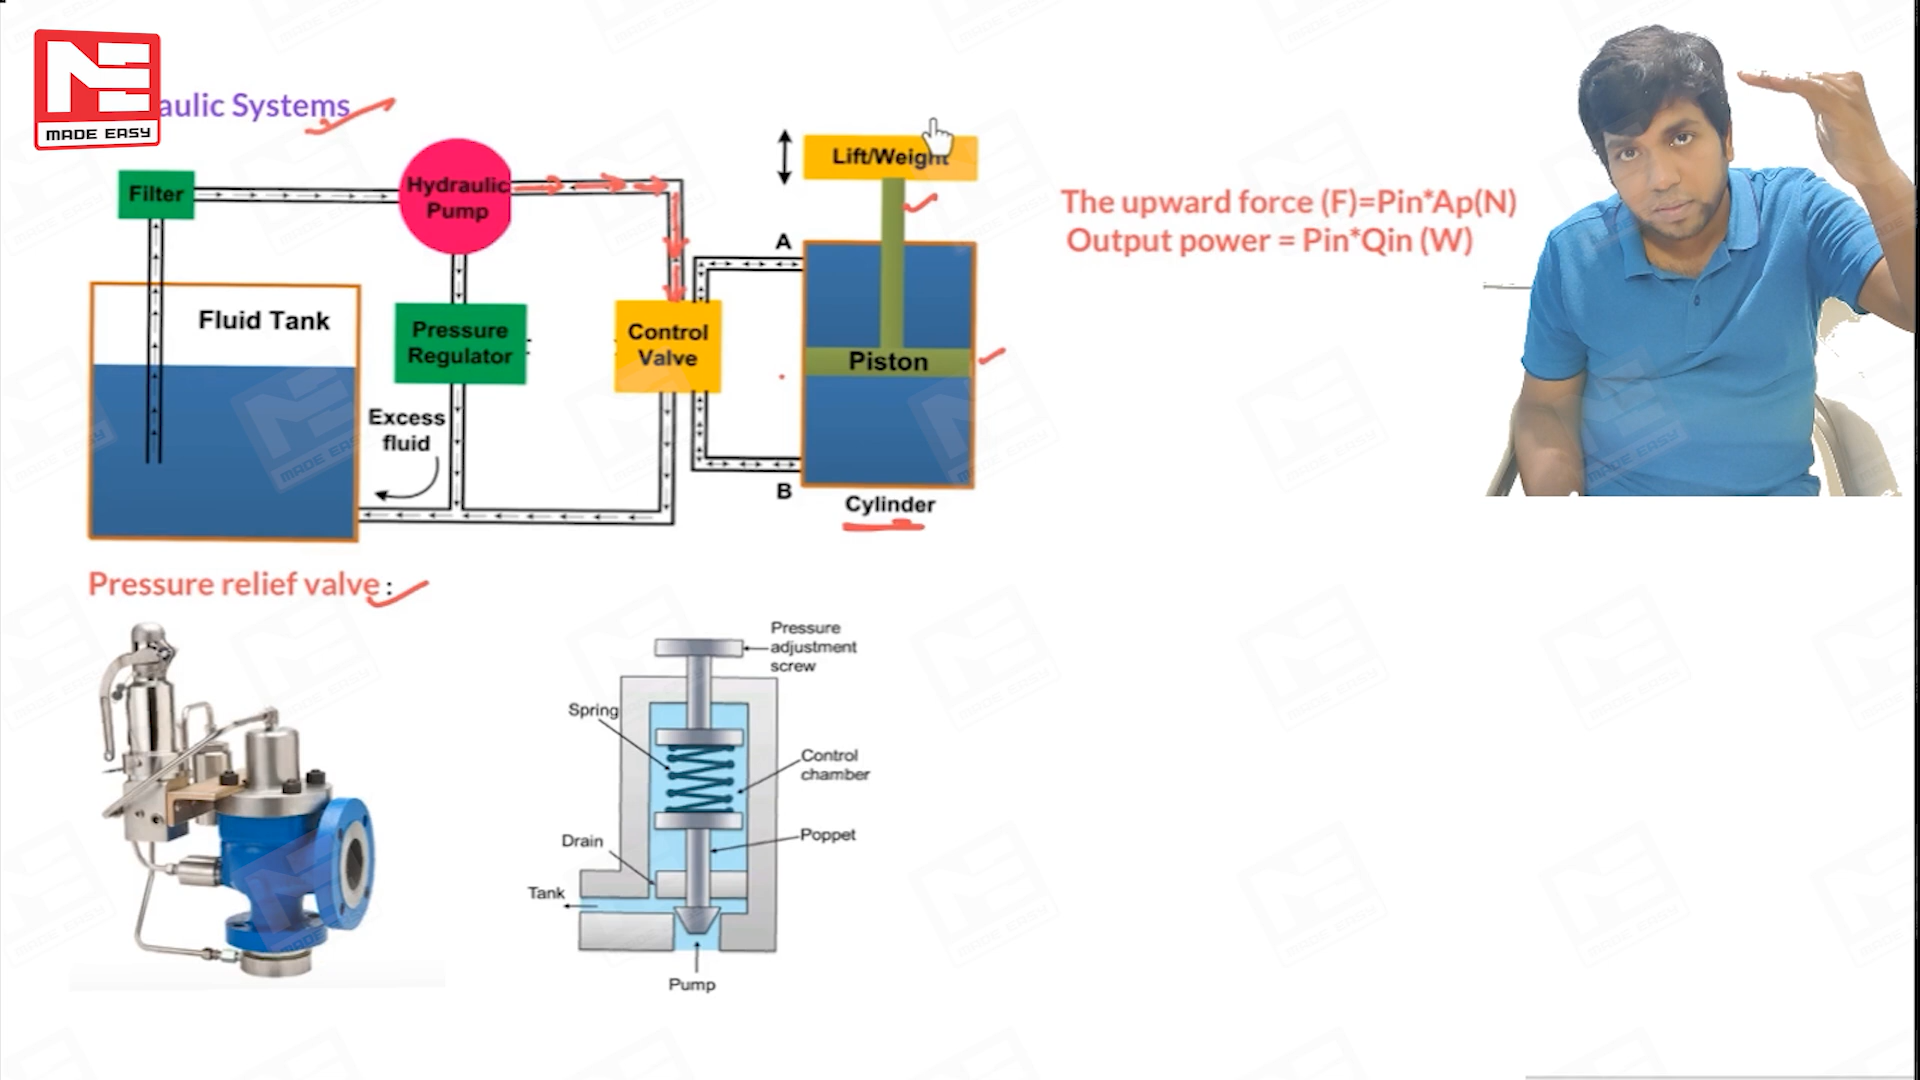 MADE EASY
aulic Systems
Filter
Hydraulic
Pump
Lift/Weight
The upward force (F)=Pin*Ap(N)
Output power = Pin*Qin (W)
A
Fluid Tank
Pressure
Regulator
Control
Valve
Piston
Excess
fluid
B
Cylinder
Pressure relief valve :
Pressure
adjustment
screw
Spring
Control
chamber
Drain
Poppet
Tank
Pump